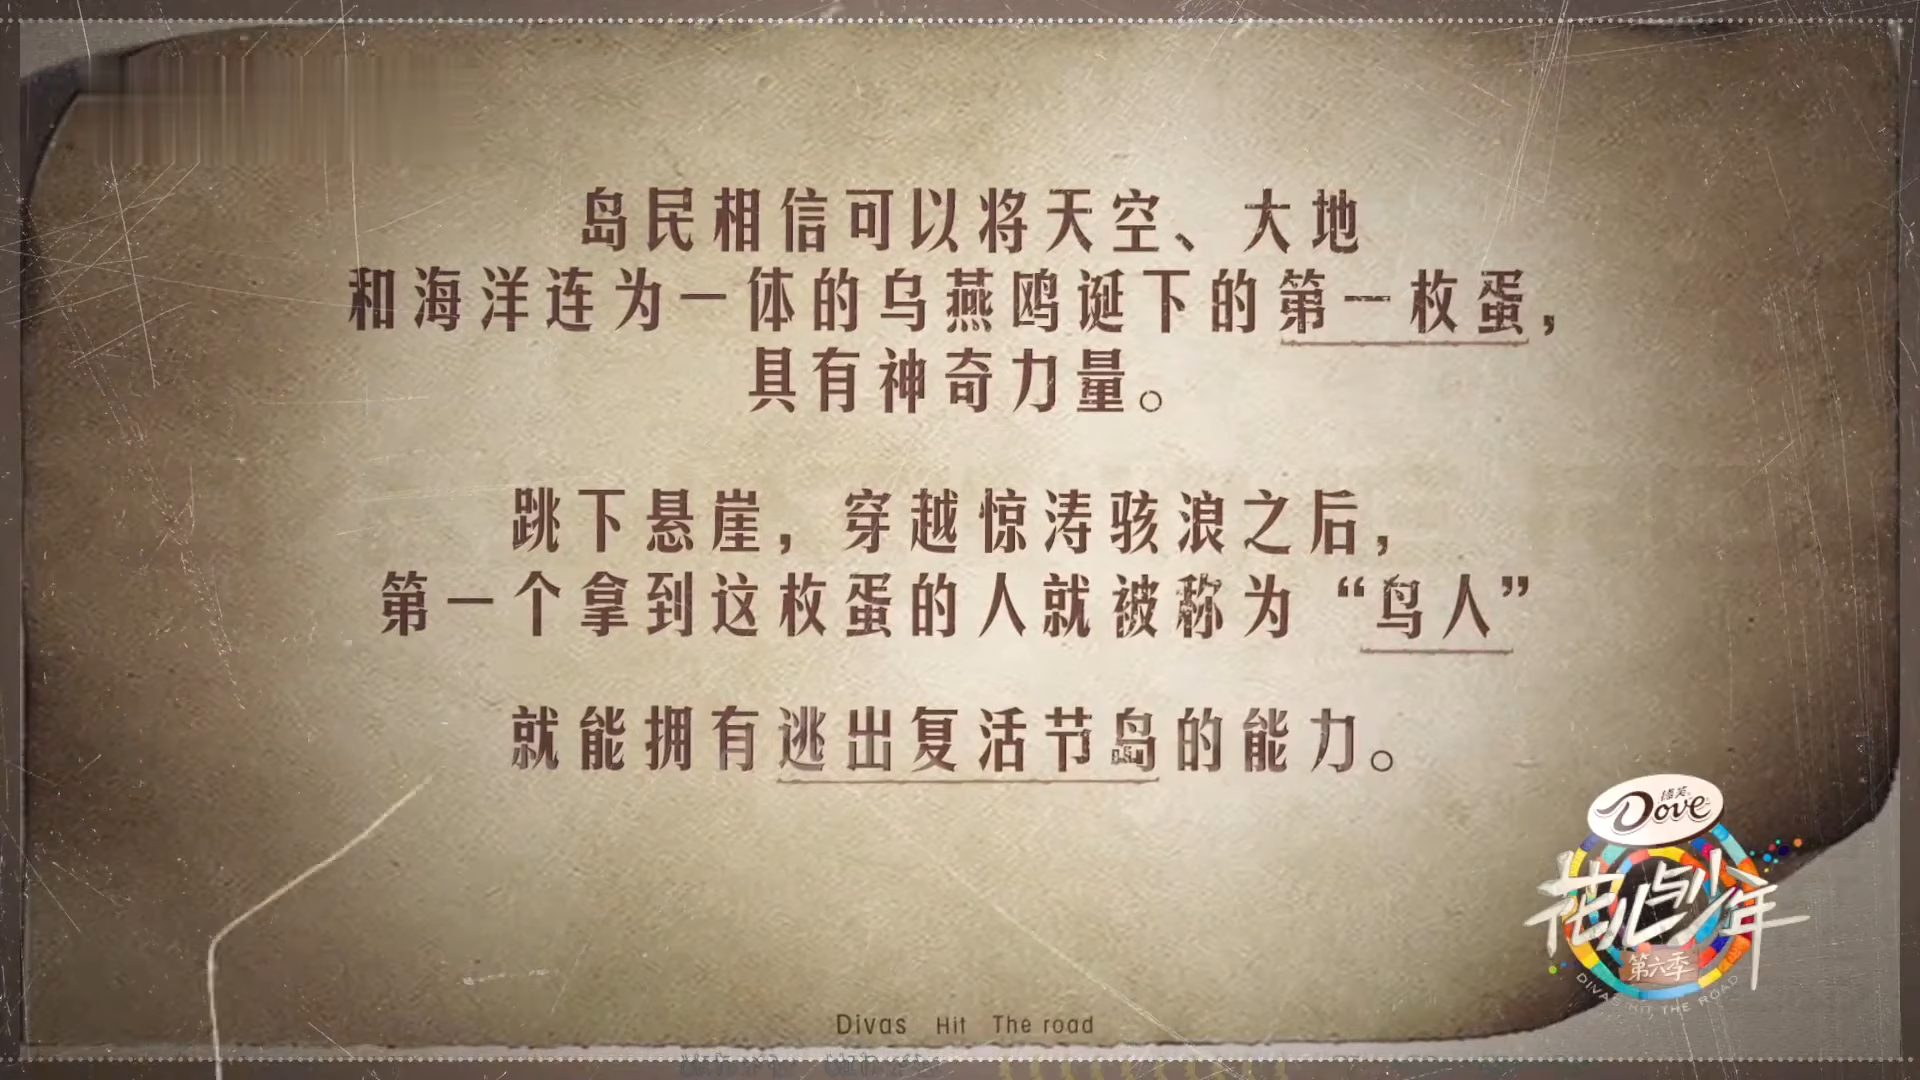 岛民相信可以将天空、大地
和海洋连为一体的乌燕鸥诞下的第一枚蛋，
具有神奇力量。
跳下悬崖，穿越惊涛骇浪之后，
第一个拿到这枚蛋的人就被称为“鸟人”
就能拥有逃出复活节岛的能力。
德芙
Dove
花儿与少年
第六季
DIVAS HIT THE ROAD
Divas Hit The road